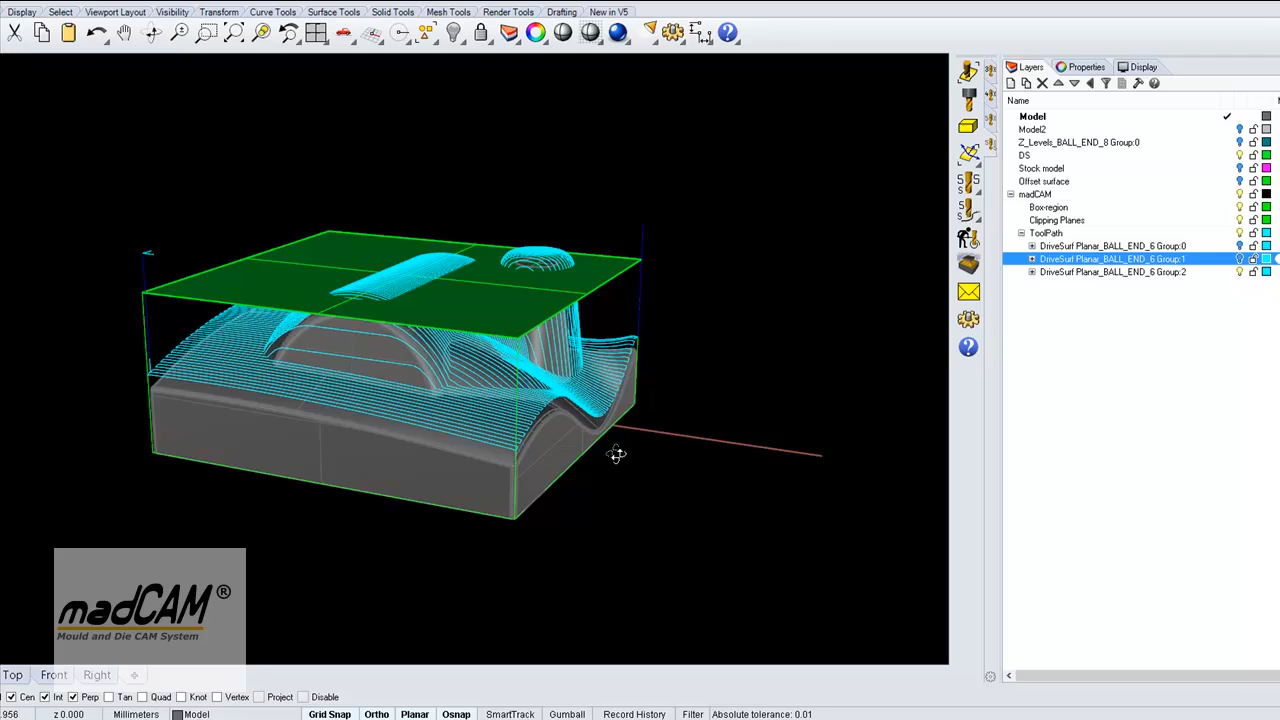 Display Select Viewport Layout Visibility Transform Curve Tools Surface Tools Solid Tools Mesh Tools Render Tools Drafting New in V5
Layers Properties Display
Name
Model
Model2
Z_Levels_BALL_END_8 Group:0
DS
Stock model
Offset surface
madCAM
Box-region
Clipping Planes
ToolPath
DriveSurf Planar_BALL_END_6 Group:0
DriveSurf Planar_BALL_END_6 Group:1
DriveSurf Planar_BALL_END_6 Group:2
madCAM®
Mould and Die CAM System
Top Front Right
Cen Int Perp Tan Quad Knot Vertex Project Disable
.956 z 0.000 Millimeters Model Grid Snap Ortho Planar Osnap SmartTrack Gumball Record History Filter Absolute tolerance: 0.01